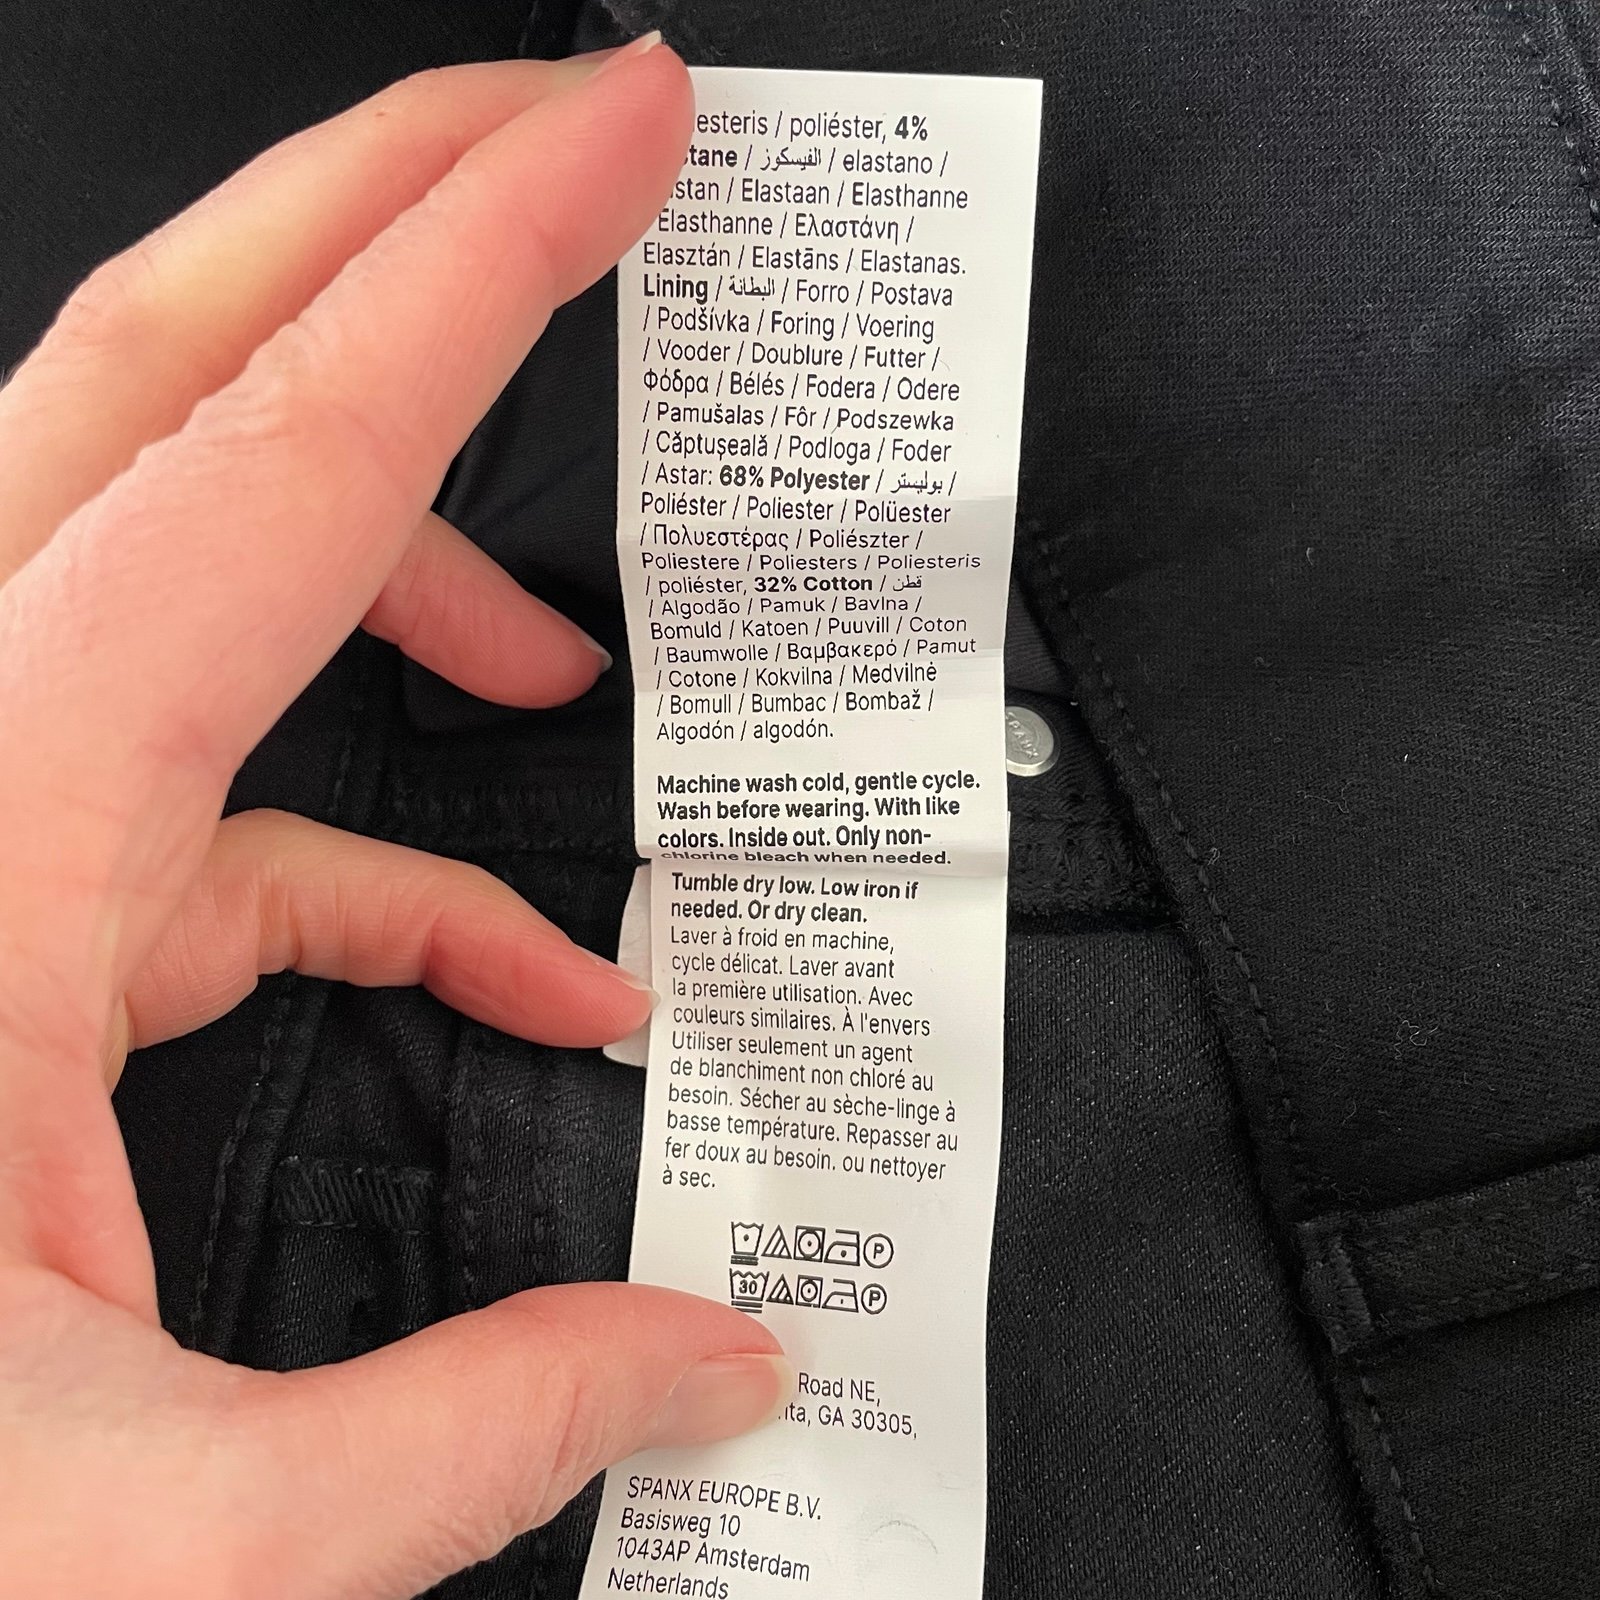 esteris / poliéster, 4%
tane / الفيسكوز / elastano /
stan / Elastaan / Elasthanne
Elasthanne / Ελαστάνη /
Elasztán / Elastāns / Elastanas.
Lining / البطانة / Forro / Postava
/ Podšívka / Foring / Voering
/ Vooder / Doublure / Futter /
Φόδρα / Bélés / Fodera / Odere
/ Pamušalas / Fôr / Podszewka
/ Căptușeală / Podloga / Foder
/ Astar: 68% Polyester / بوليستر /
Poliéster / Poliester / Polüester
/ Πολυεστέρας / Poliészter /
Poliestere / Poliesters / Poliesteris
/ poliéster, 32% Cotton / قطن
/ Algodão / Pamuk / Bavlna /
Bomuld / Katoen / Puuvill / Coton
/ Baumwolle / Βαμβακερό / Pamut
/ Cotone / Kokvilna / Medvilnė
/ Bomull / Bumbac / Bombaž /
Algodón / algodón.
Machine wash cold, gentle cycle.
Wash before wearing. With like
colors. Inside out. Only non-
chlorine bleach when needed.
Tumble dry low. Low iron if
needed. Or dry clean.
Laver à froid en machine,
cycle délicat. Laver avant
la première utilisation. Avec
couleurs similaires. À l'envers
Utiliser seulement un agent
de blanchiment non chloré au
besoin. Sécher au sèche-linge à
basse température. Repasser au
fer doux au besoin. ou nettoyer
à sec.
P
30 P
Road NE,
ta, GA 30305,
SPANX EUROPE B.V.
Basisweg 10
1043AP Amsterdam
Netherlands
SPANX